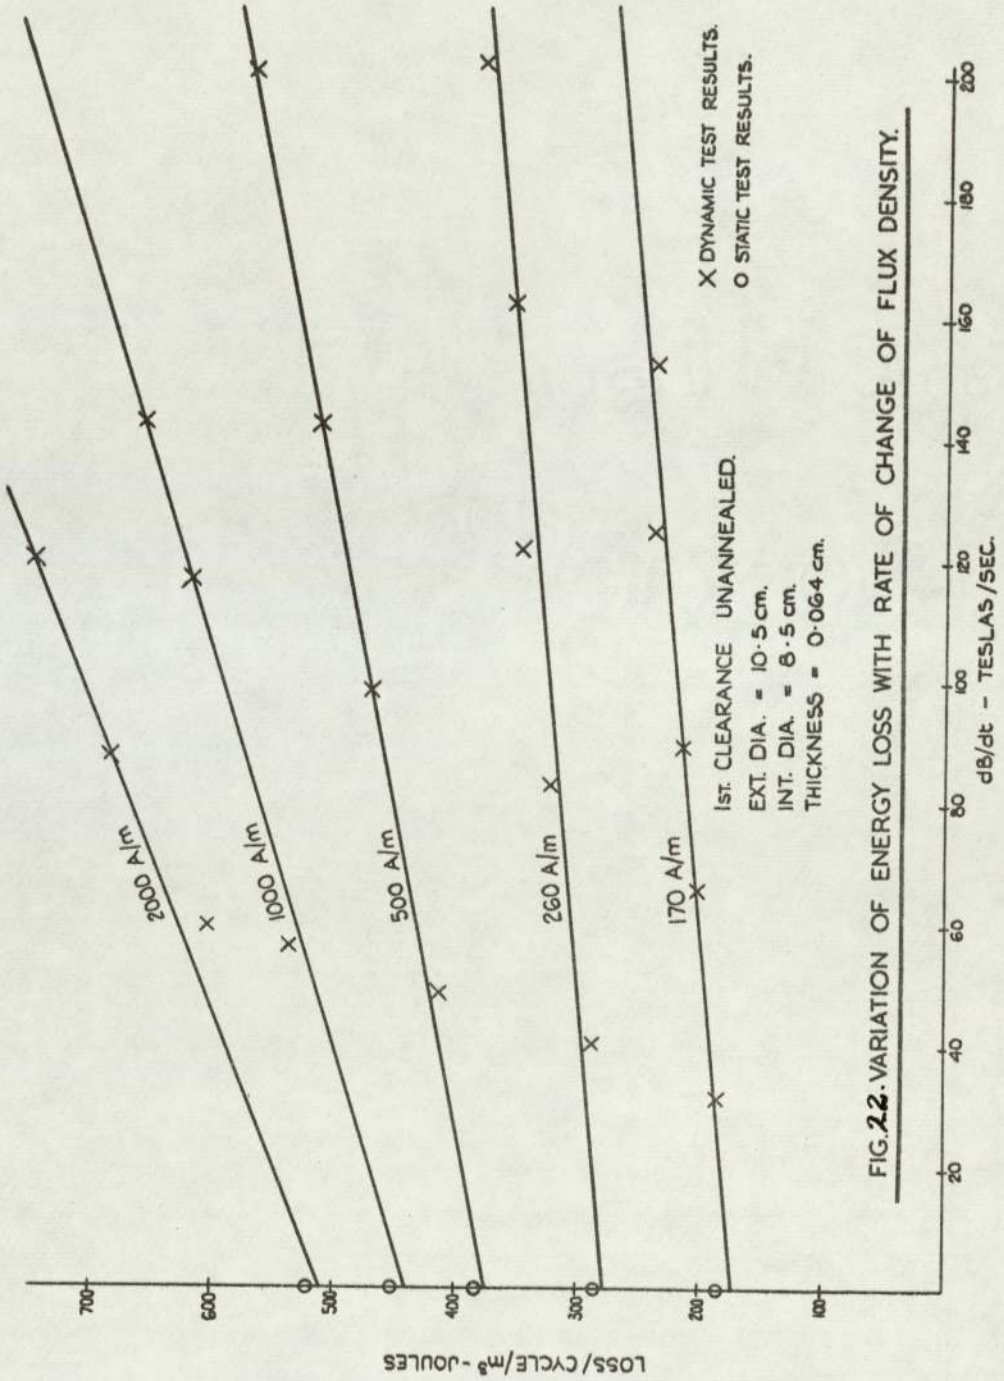 LOSS/CYCLE/m³-JOULES
700
600
500
400
300
200
100
2000 A/m
1000 A/m
500 A/m
260 A/m
170 A/m
X DYNAMIC TEST RESULTS.
O STATIC TEST RESULTS.
1ST. CLEARANCE UNANNEALED.
EXT. DIA. = 10·5 cm.
INT. DIA. = 8·5 cm.
THICKNESS = 0·064 cm.
20
40
60
80
100
120
140
160
180
200
dB/dt - TESLAS/SEC.
FIG.22.VARIATION OF ENERGY LOSS WITH RATE OF CHANGE OF FLUX DENSITY.